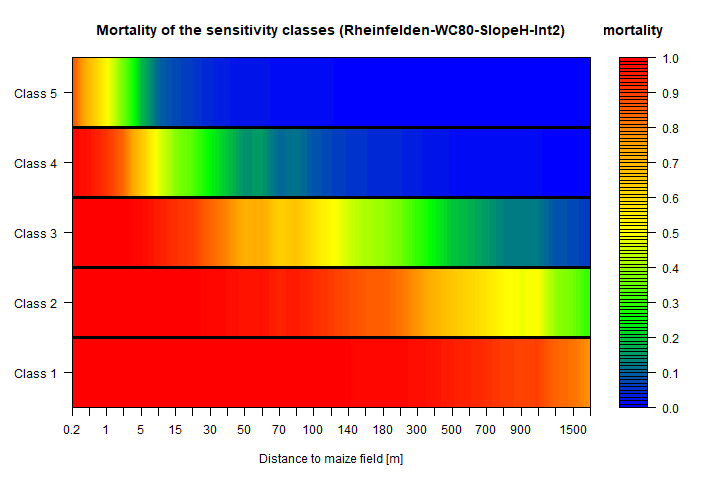 Mortality of the sensitivity classes (Rheinfelden-WC80-SlopeH-Int2)
mortality
Class 5
Class 4
Class 3
Class 2
Class 1
1.0
0.9
0.8
0.7
0.6
0.5
0.4
0.3
0.2
0.1
0.0
0.2 1 5 15 30 50 70 100 140 180 300 500 700 900 1500
Distance to maize field [m]